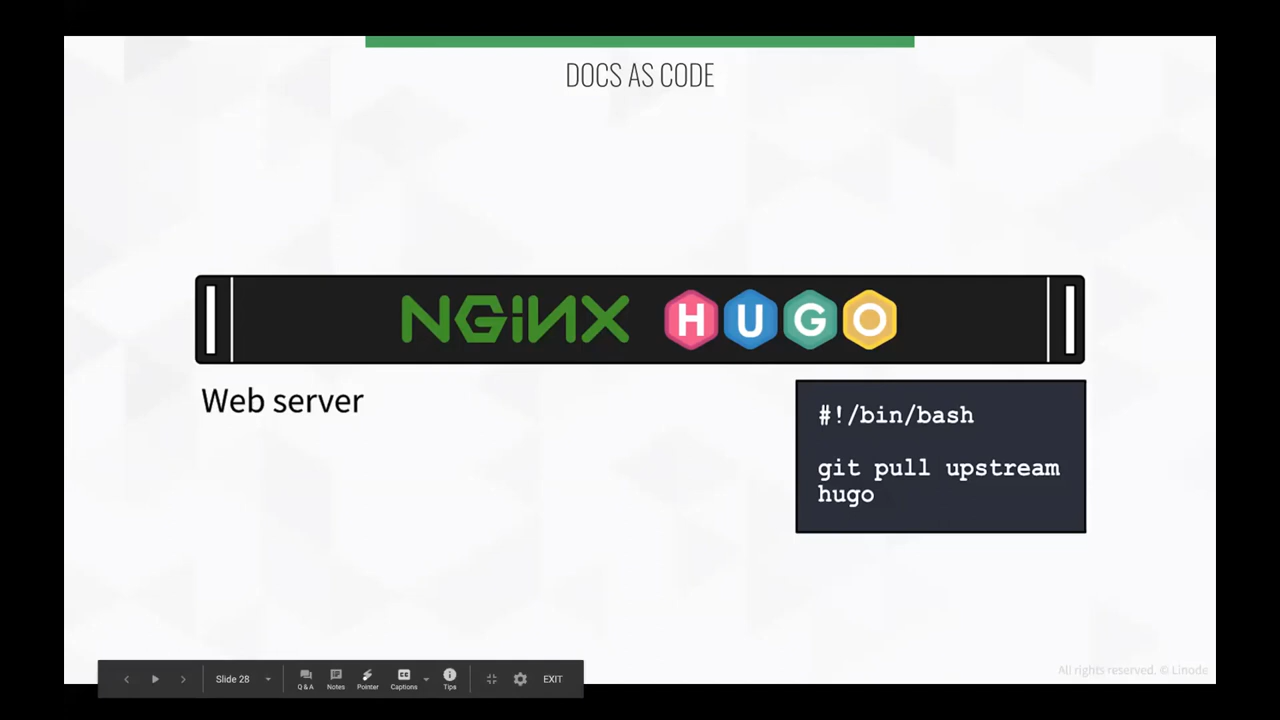 DOCS AS CODE
NGINX HUGO
Web server
#!/bin/bash
git pull upstream
hugo
All rights reserved. © Linode
Slide 28
Q & A
Notes
Pointer
Captions
Tips
EXIT